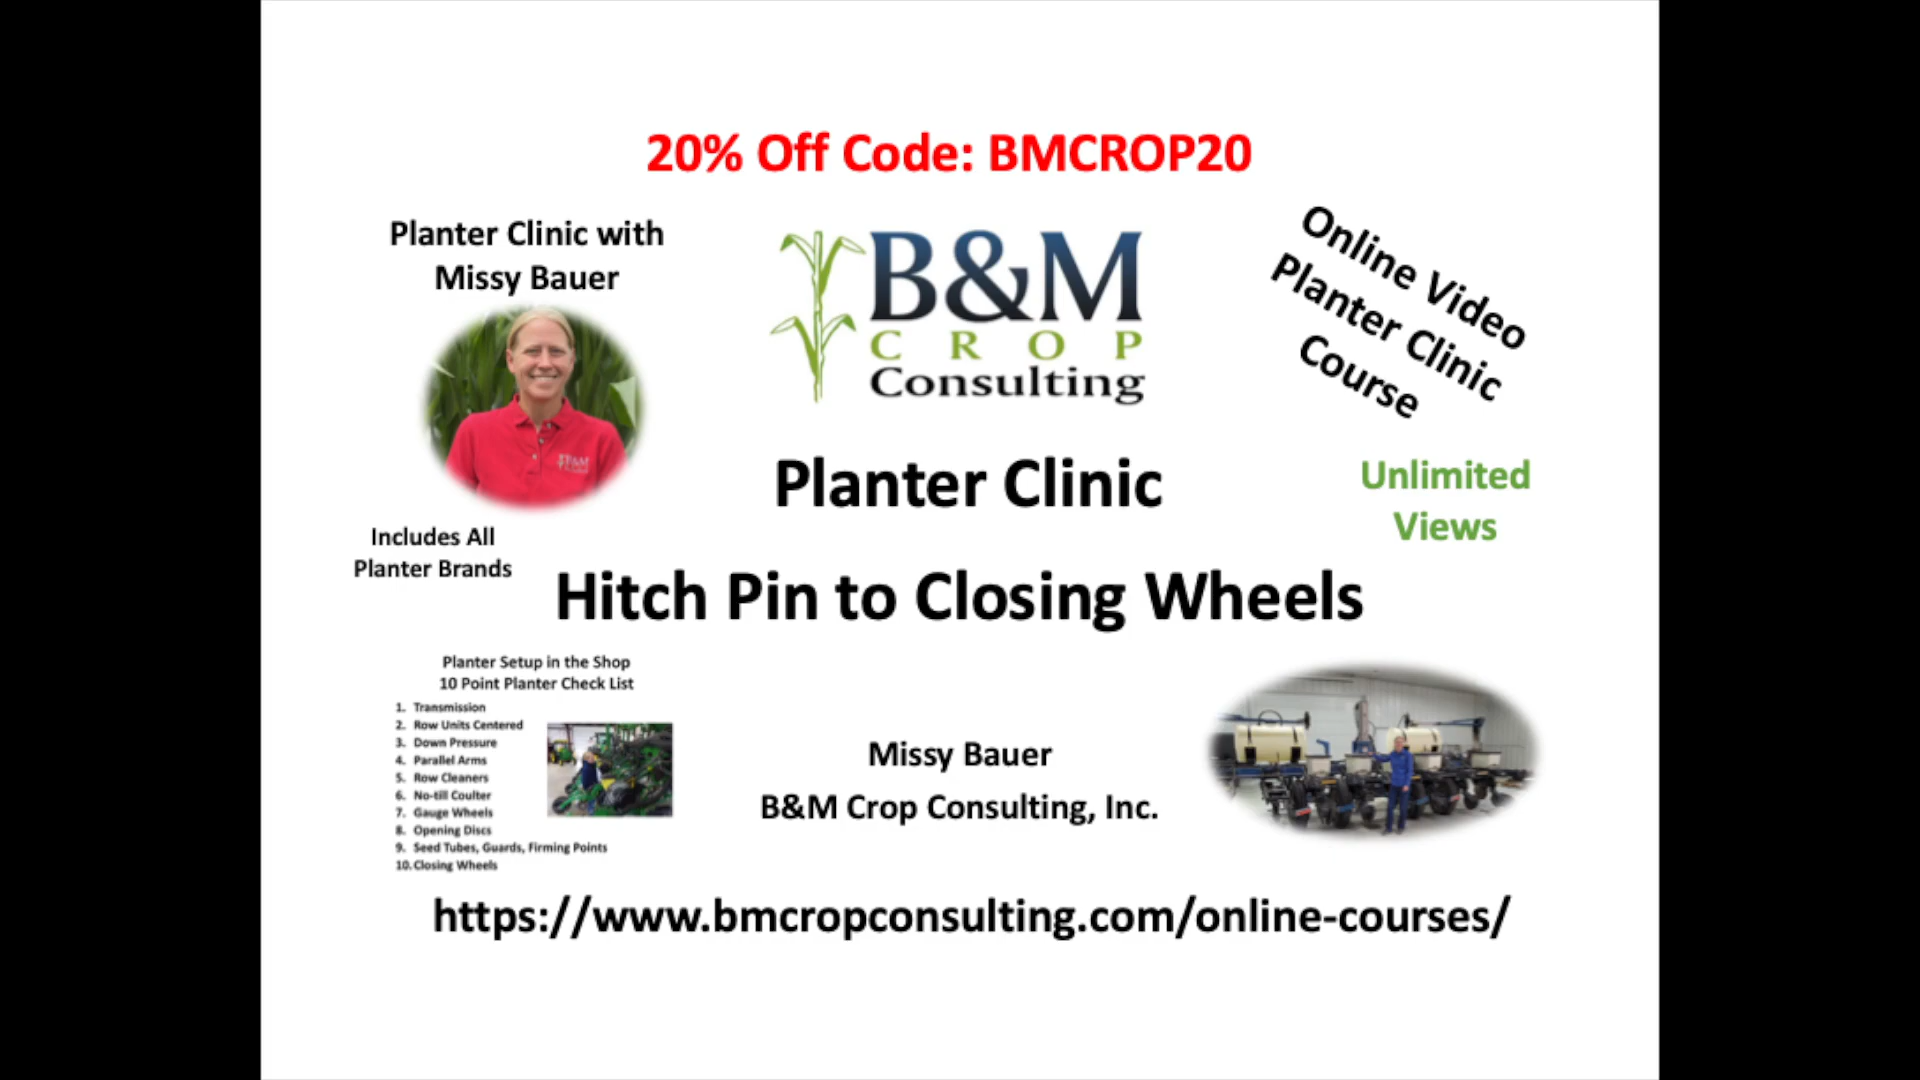 20% Off Code: BMCROP20
Planter Clinic with
Missy Bauer
B&M
CROP
Consulting
Online Video
Planter Clinic
Course
Planter Clinic
Unlimited
Views
Includes All
Planter Brands
Hitch Pin to Closing Wheels
Planter Setup in the Shop
10 Point Planter Check List
1. Transmission
2. Row Units Centered
3. Down Pressure
4. Parallel Arms
5. Row Cleaners
6. No-till Coulter
7. Gauge Wheels
8. Opening Discs
9. Seed Tubes, Guards, Firming Points
10. Closing Wheels
Missy Bauer
B&M Crop Consulting, Inc.
https://www.bmcropconsulting.com/online-courses/